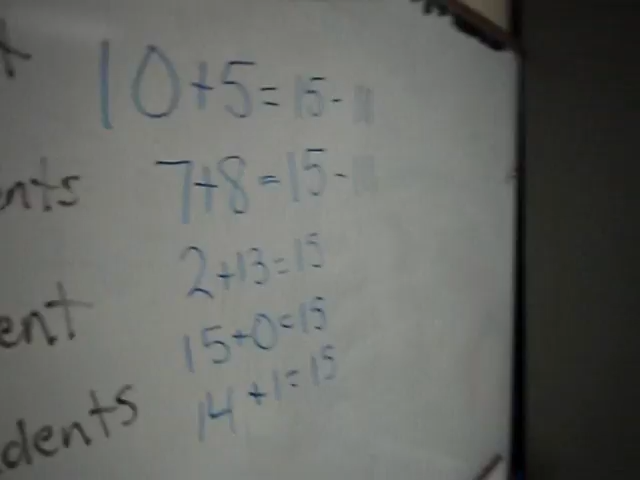 10+5=15-
nts 7+8=15-
2+13=15
ent 15+0=15
dents 14+1=15